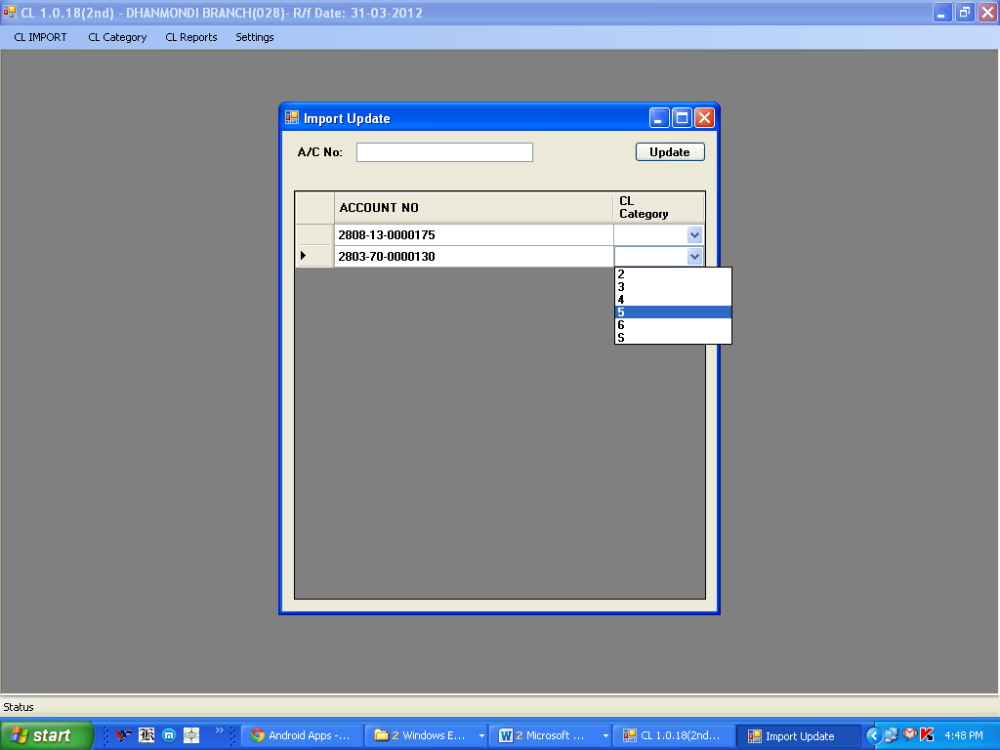 CL 1.0.18(2nd) - DHANMONDI BRANCH(028)- R/f Date: 31-03-2012
CL IMPORT CL Category CL Reports Settings
Import Update
A/C No: Update
ACCOUNT NO CL Category
2808-13-0000175
2803-70-0000130
2
3
4
5
6
S
Status
start Android Apps -... 2 Windows E... 2 Microsoft ... CL 1.0.18(2nd... Import Update 4:48 PM